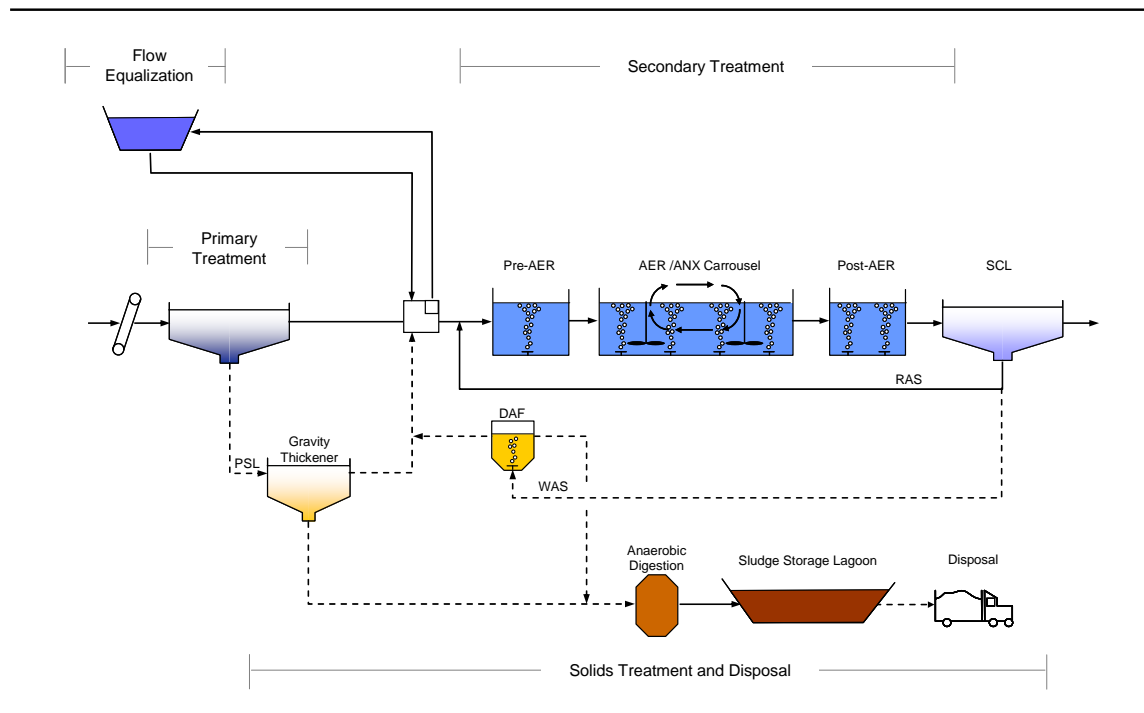 Flow
Equalization
Secondary Treatment
Primary
Treatment
Pre-AER
AER /ANX Carrousel
Post-AER
SCL
RAS
DAF
Gravity
Thickener
PSL
WAS
Anaerobic
Digestion
Sludge Storage Lagoon
Disposal
Solids Treatment and Disposal